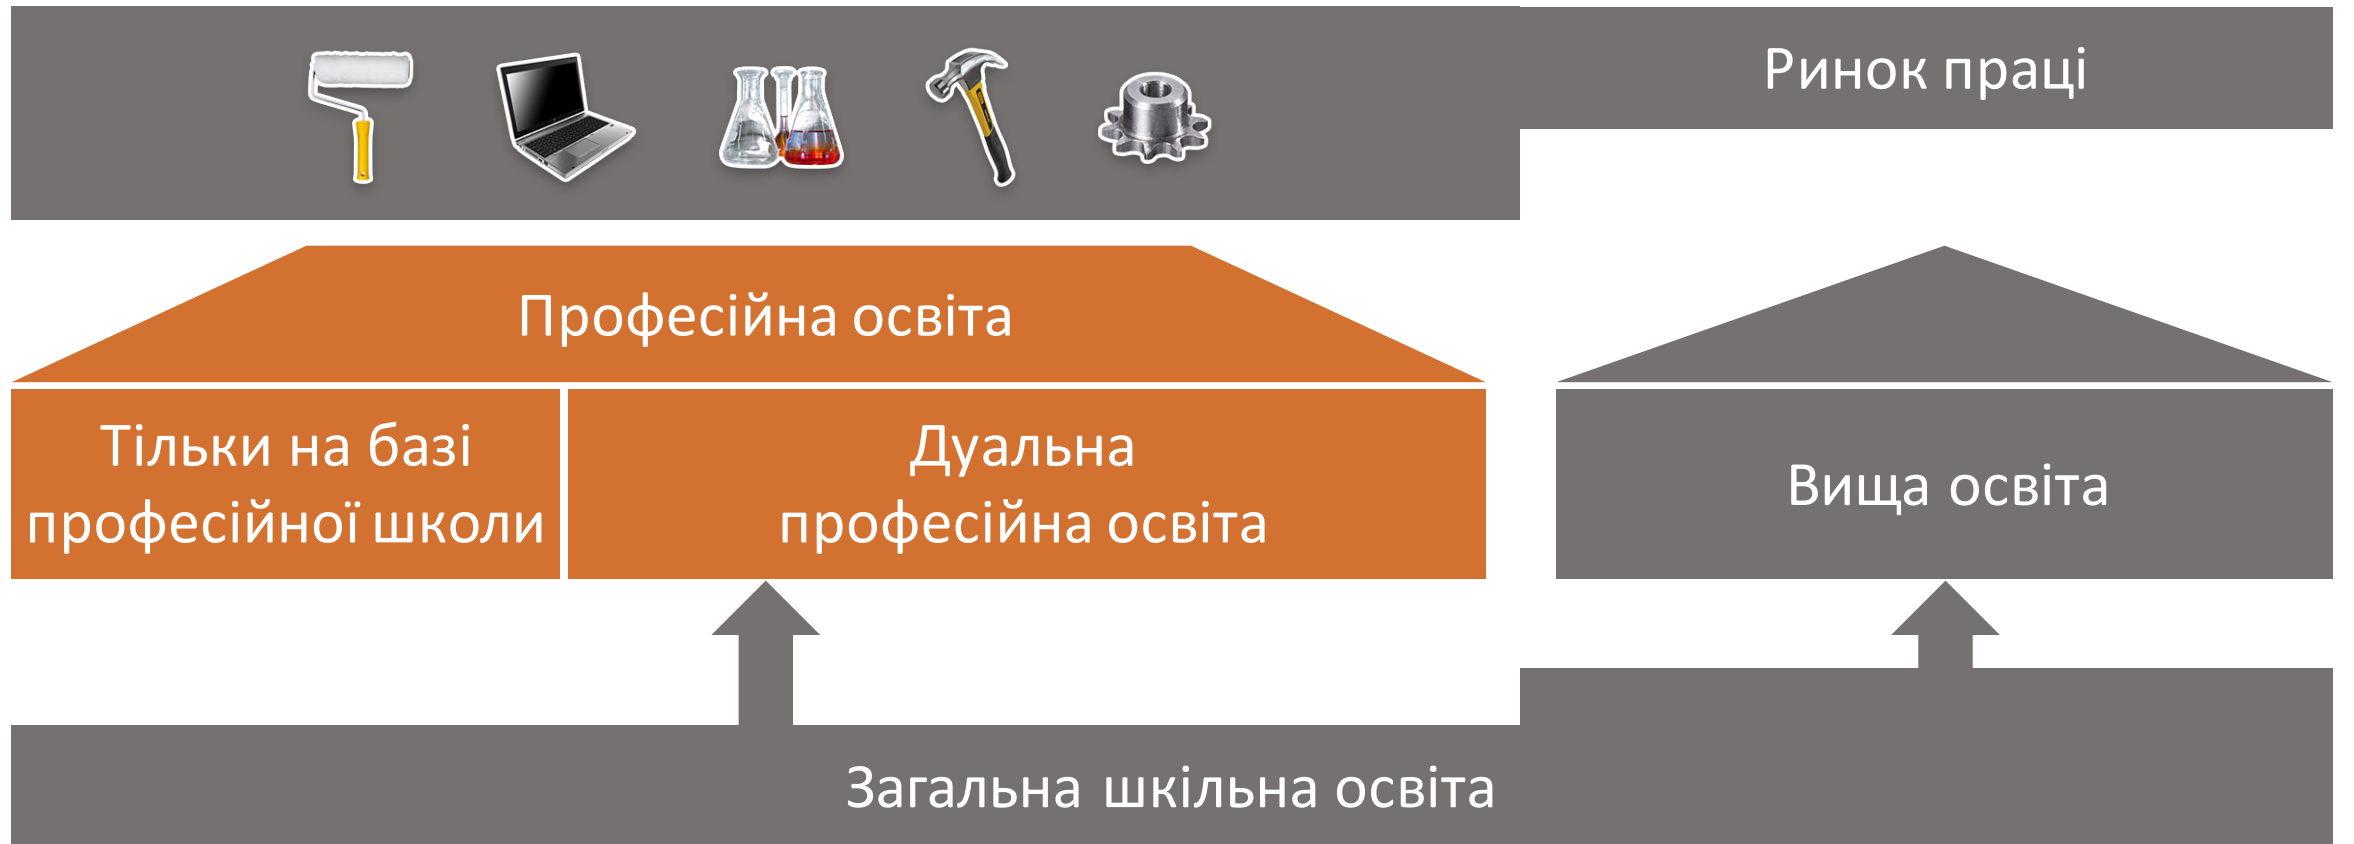 Ринок праці
Професійна освіта
Тільки на базі
професійної школи
Дуальна
професійна освіта
Вища освіта
Загальна шкільна освіта